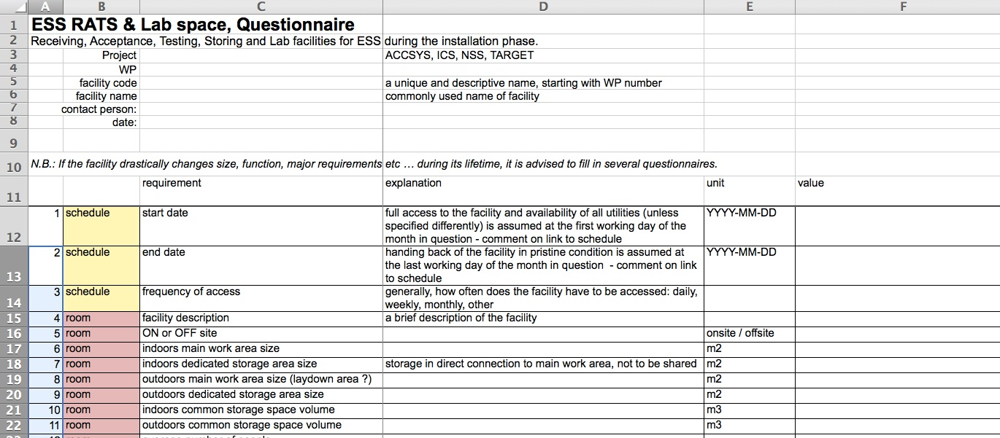 A B C D E F
1 ESS RATS & Lab space, Questionnaire
2 Receiving, Acceptance, Testing, Storing and Lab facilities for ESS during the installation phase.
3 Project ACCSYS, ICS, NSS, TARGET
4 WP
5 facility code a unique and descriptive name, starting with WP number
6 facility name commonly used name of facility
7 contact person:
8 date:
9
10 N.B.: If the facility drastically changes size, function, major requirements etc … during its lifetime, it is advised to fill in several questionnaires.
11 requirement explanation unit value
12 1 schedule start date full access to the facility and availability of all utilities (unless YYYY-MM-DD
specified differently) is assumed at the first working day of the
month in question - comment on link to schedule
13 2 schedule end date handing back of the facility in pristine condition is assumed at YYYY-MM-DD
the last working day of the month in question - comment on link
to schedule
14 3 schedule frequency of access generally, how often does the facility have to be accessed: daily,
weekly, monthly, other
15 4 room facility description a brief description of the facility
16 5 room ON or OFF site onsite / offsite
17 6 room indoors main work area size m2
18 7 room indoors dedicated storage area size storage in direct connection to main work area, not to be shared m2
19 8 room outdoors main work area size (laydown area ?) m2
20 9 room outdoors dedicated storage area size m2
21 10 room indoors common storage space volume m3
22 11 room outdoors common storage space volume m3